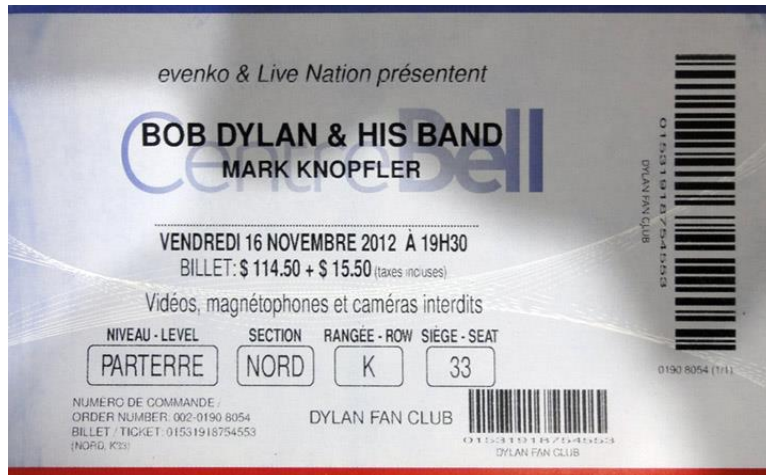 evenko & Live Nation présentent
CentreBell
BOB DYLAN & HIS BAND
MARK KNOPFLER
VENDREDI 16 NOVEMBRE 2012 À 19H30
BILLET: $ 114.50 + $ 15.50 (taxes incluses)
Vidéos, magnétophones et caméras interdits
NIVEAU - LEVEL SECTION RANGÉE - ROW SIÈGE - SEAT
PARTERRE NORD K 33
NUMERO DE COMMANDE /
ORDER NUMBER: 002-0190 8054
BILLET / TICKET: 01531918754553
(NORD, K33)
DYLAN FAN CLUB
01531918754553
DYLAN FAN CLUB
01531918754553
DYLAN FAN CLUB
0190 8054 (1/1)